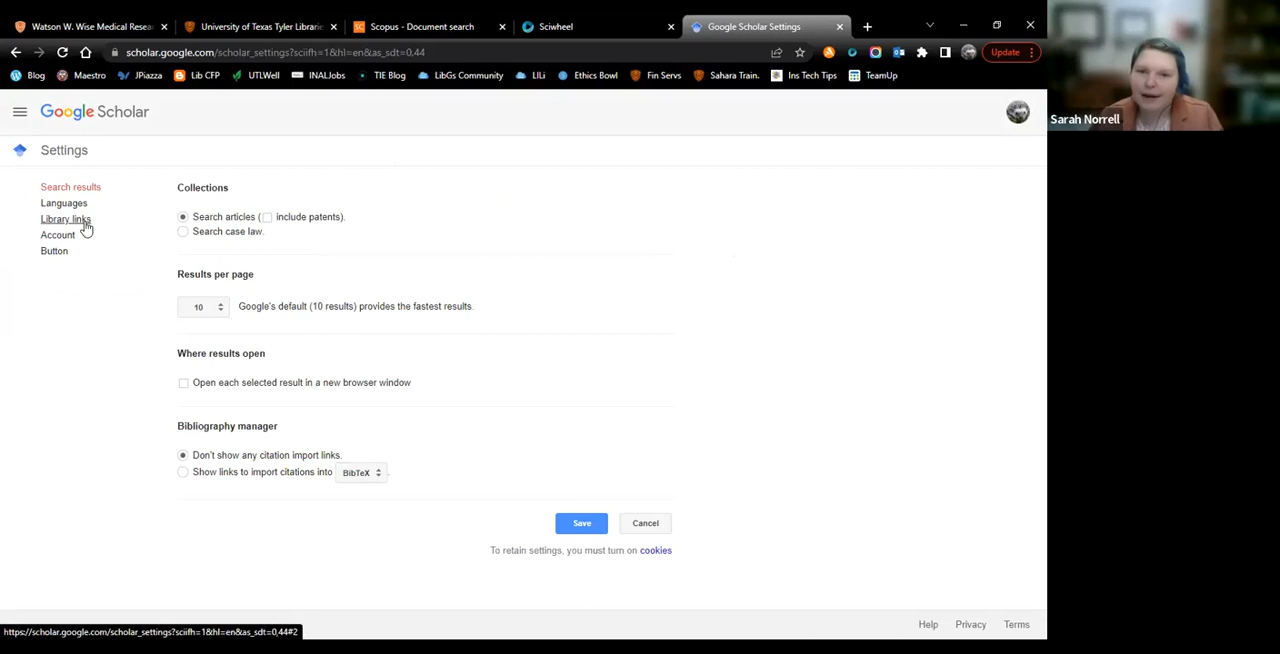 Watson W. Wise Medical Resea
University of Texas Tyler Librarie
Scopus - Document search
Sciwheel
Google Scholar Settings
scholar.google.com/scholar_settings?sciifh=1&hl=en&as_sdt=0,44
Update
Blog
Maestro
JPiazza
Lib CFP
UTLWell
INALJobs
TIE Blog
LibGs Community
LILi
Ethics Bowl
Fin Servs
Sahara Train.
Ins Tech Tips
TeamUp
Sarah Norrell
Google Scholar
Settings
Search results
Languages
Library links
Account
Button
Collections
Search articles ( include patents).
Search case law.
Results per page
10 Google's default (10 results) provides the fastest results.
Where results open
Open each selected result in a new browser window
Bibliography manager
Don't show any citation import links.
Show links to import citations into BibTeX .
Save
Cancel
To retain settings, you must turn on cookies
Help
Privacy
Terms
https://scholar.google.com/scholar_settings?sciifh=1&hl=en&as_sdt=0,44#2